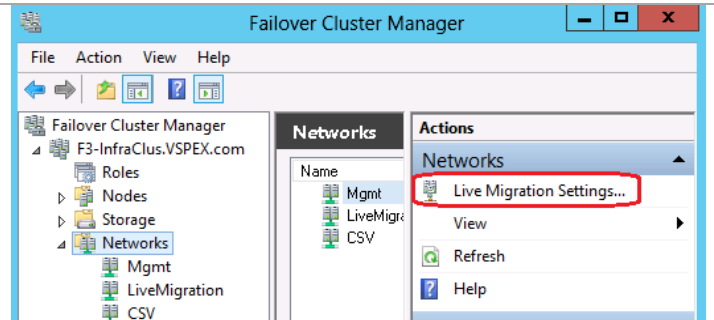 Failover Cluster Manager
File Action View Help
Failover Cluster Manager
F3-InfraClus.VSPEX.com
Roles
Nodes
Storage
Networks
Mgmt
LiveMigration
CSV
Networks
Name
Mgmt
LiveMigra
CSV
Actions
Networks
Live Migration Settings...
View
Refresh
Help